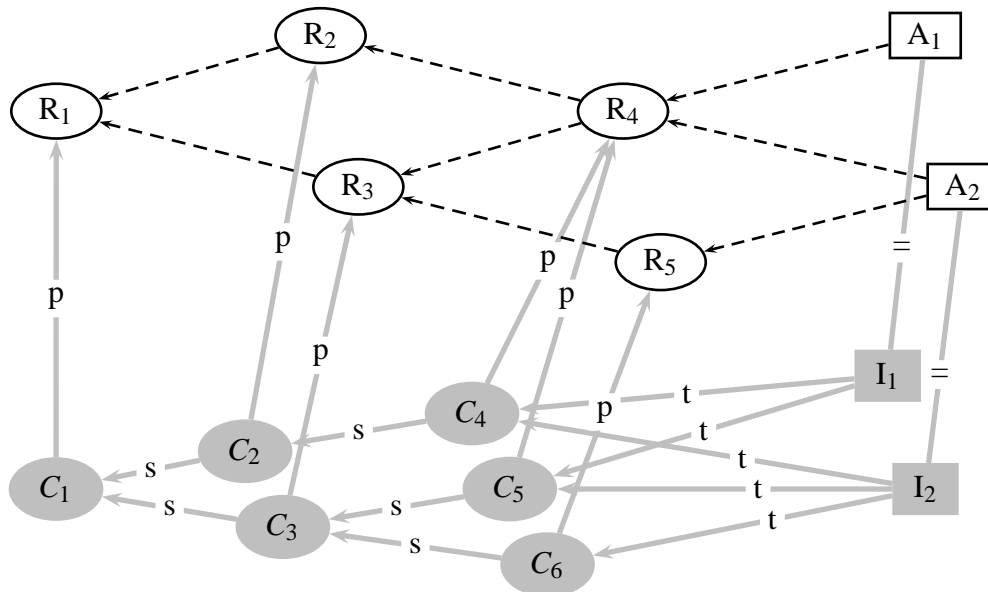 R₂
A₁
R₁
R₄
R₃
A₂
p
=
p
R₅
p
p
p
I₁
=
C₄
t
p
t
C₂
s
s
t
C₁
s
C₅
t
I₂
s
C₃
t
s
C₆